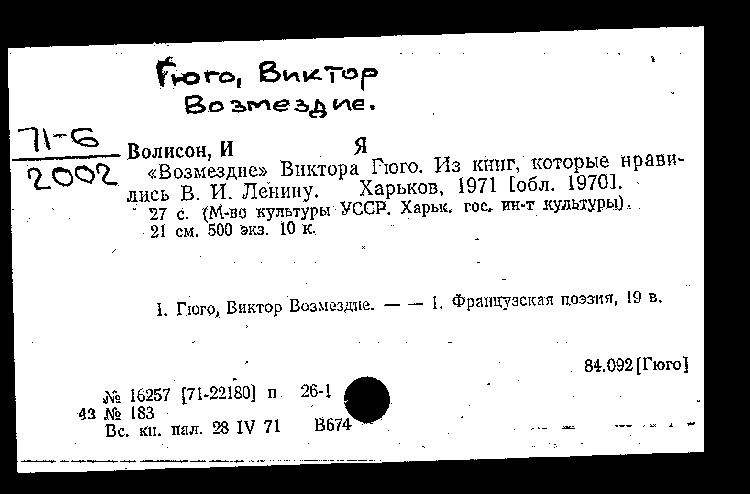 Гюго, Виктор
Возмездие.
71-6
2002
Волисон, И Я
«Возмездие» Виктора Гюго. Из книг, которые нрави-
лись В. И. Ленину. Харьков, 1971 [обл. 1970].
27 с. (М-во культуры УССР. Харьк. гос. ин-т культуры).
21 см. 500 экз. 10 к.
1. Гюго, Виктор Возмездие. — — 1. Французская поэзия, 19 в.
84.092[Гюго]
№ 16257 [71-22180] п 26-1
43 № 183
Вс. кн. пал. 28 IV 71 В674